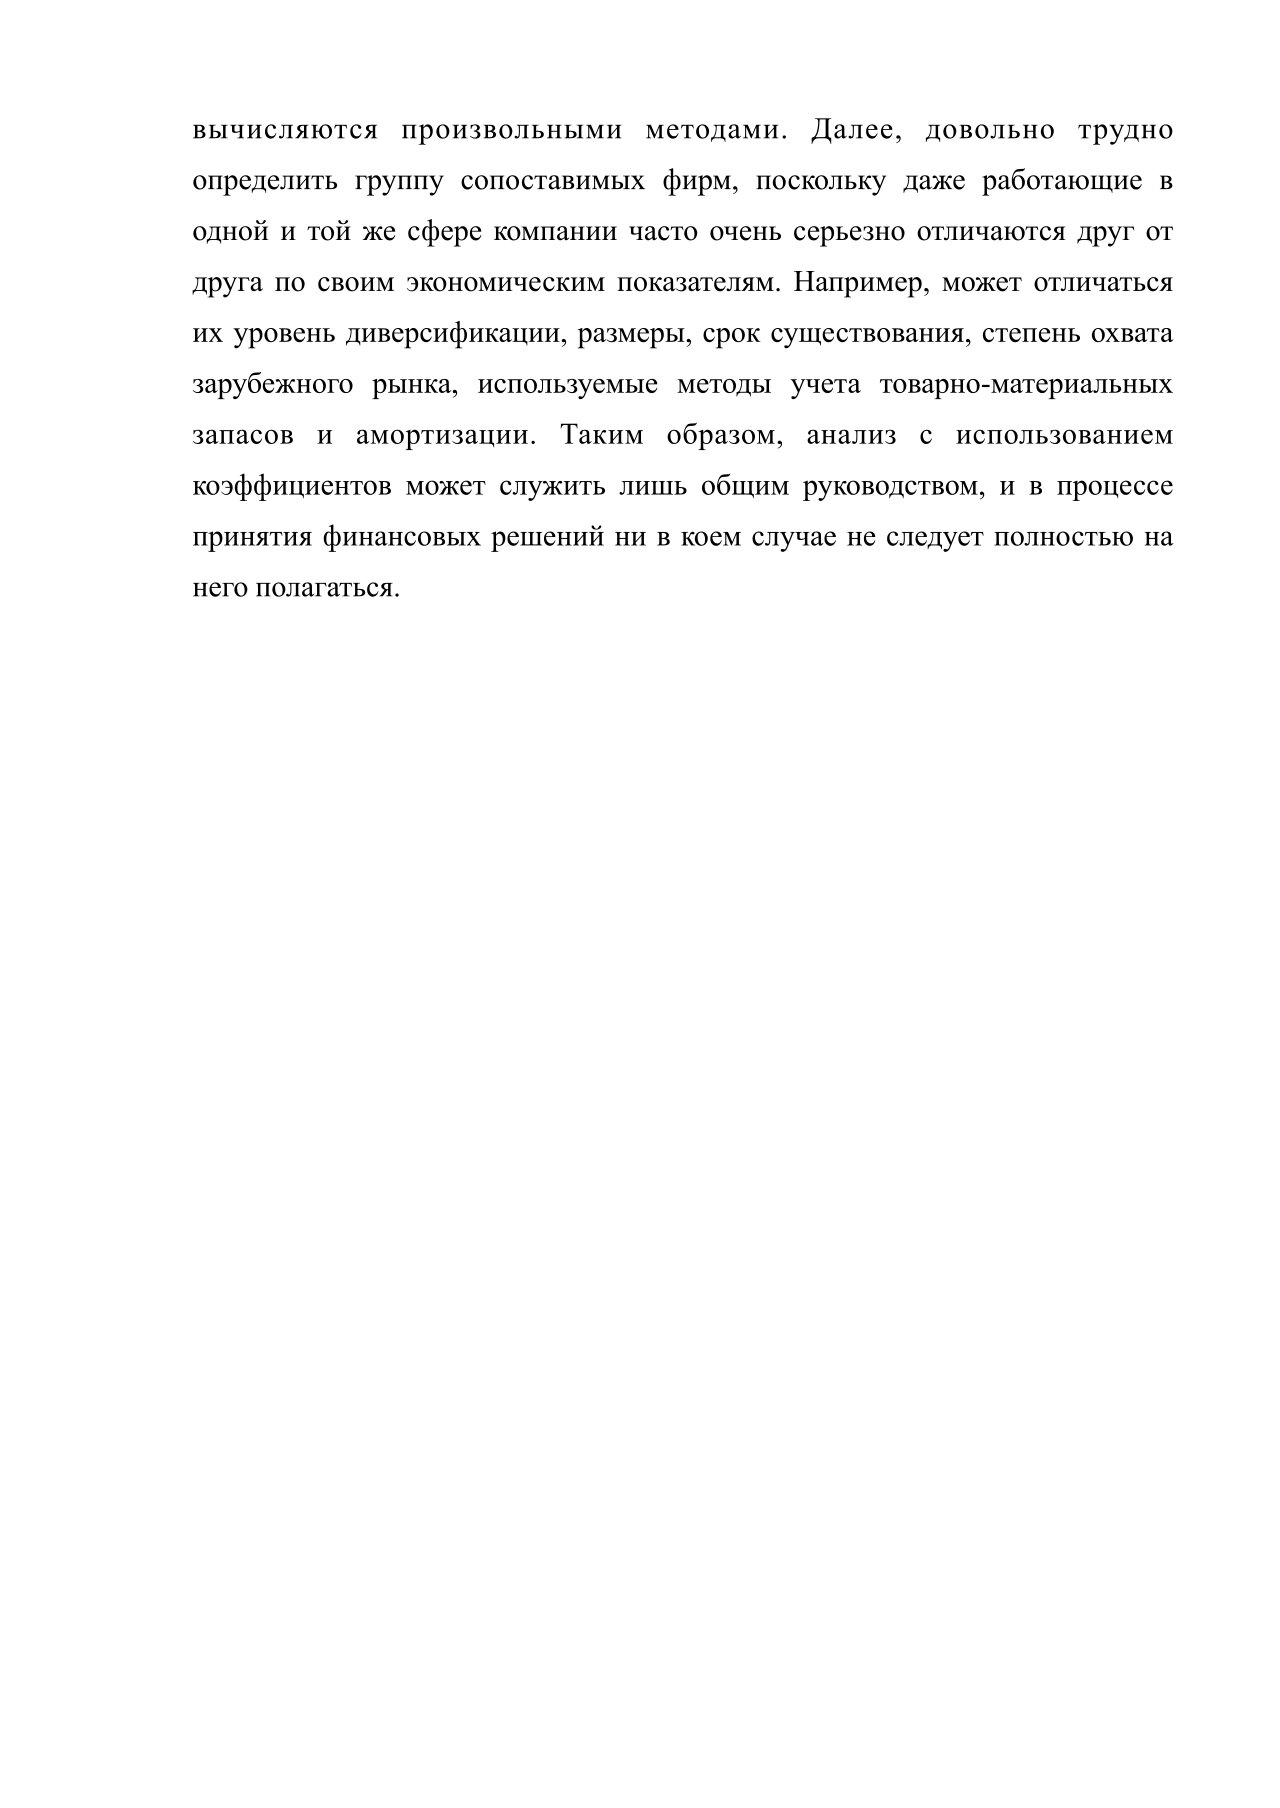 вычисляются произвольными методами. Далее, довольно трудно
определить группу сопоставимых фирм, поскольку даже работающие в
одной и той же сфере компании часто очень серьезно отличаются друг от
друга по своим экономическим показателям. Например, может отличаться
их уровень диверсификации, размеры, срок существования, степень охвата
зарубежного рынка, используемые методы учета товарно-материальных
запасов и амортизации. Таким образом, анализ с использованием
коэффициентов может служить лишь общим руководством, и в процессе
принятия финансовых решений ни в коем случае не следует полностью на
него полагаться.